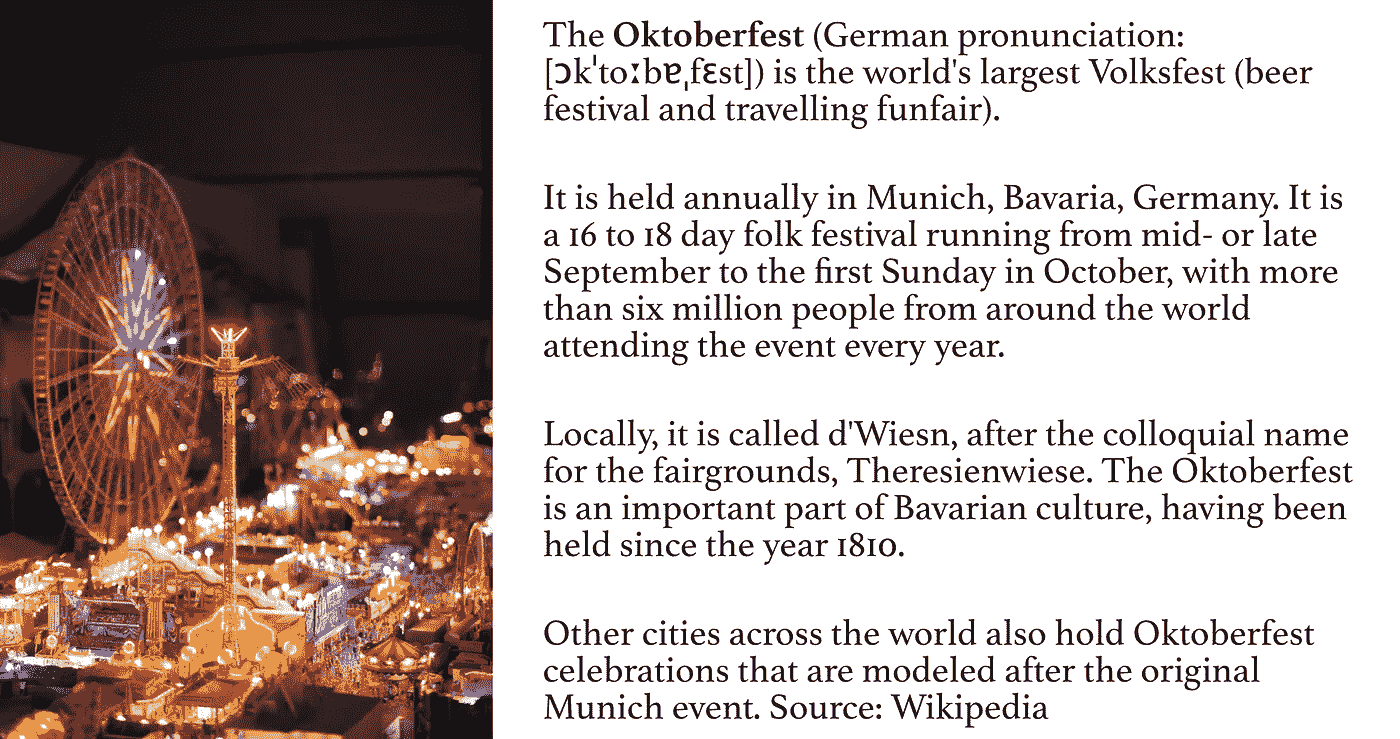 The Oktoberfest (German pronunciation:
[ɔkˈtoːbɐˌfɛst]) is the world's largest Volksfest (beer
festival and travelling funfair).
It is held annually in Munich, Bavaria, Germany. It is
a 16 to 18 day folk festival running from mid- or late
September to the first Sunday in October, with more
than six million people from around the world
attending the event every year.
Locally, it is called d'Wiesn, after the colloquial name
for the fairgrounds, Theresienwiese. The Oktoberfest
is an important part of Bavarian culture, having been
held since the year 1810.
Other cities across the world also hold Oktoberfest
celebrations that are modeled after the original
Munich event. Source: Wikipedia